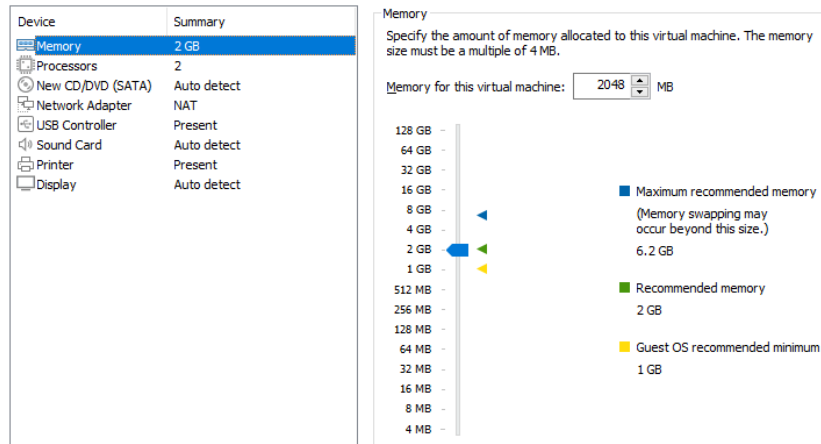 Device Summary
Memory 2 GB
Processors 2
New CD/DVD (SATA) Auto detect
Network Adapter NAT
USB Controller Present
Sound Card Auto detect
Printer Present
Display Auto detect
Memory
Specify the amount of memory allocated to this virtual machine. The memory
size must be a multiple of 4 MB.
Memory for this virtual machine: 2048 MB
128 GB
64 GB
32 GB
16 GB
8 GB
4 GB
2 GB
1 GB
512 MB
256 MB
128 MB
64 MB
32 MB
16 MB
8 MB
4 MB
Maximum recommended memory
(Memory swapping may
occur beyond this size.)
6.2 GB
Recommended memory
2 GB
Guest OS recommended minimum
1 GB